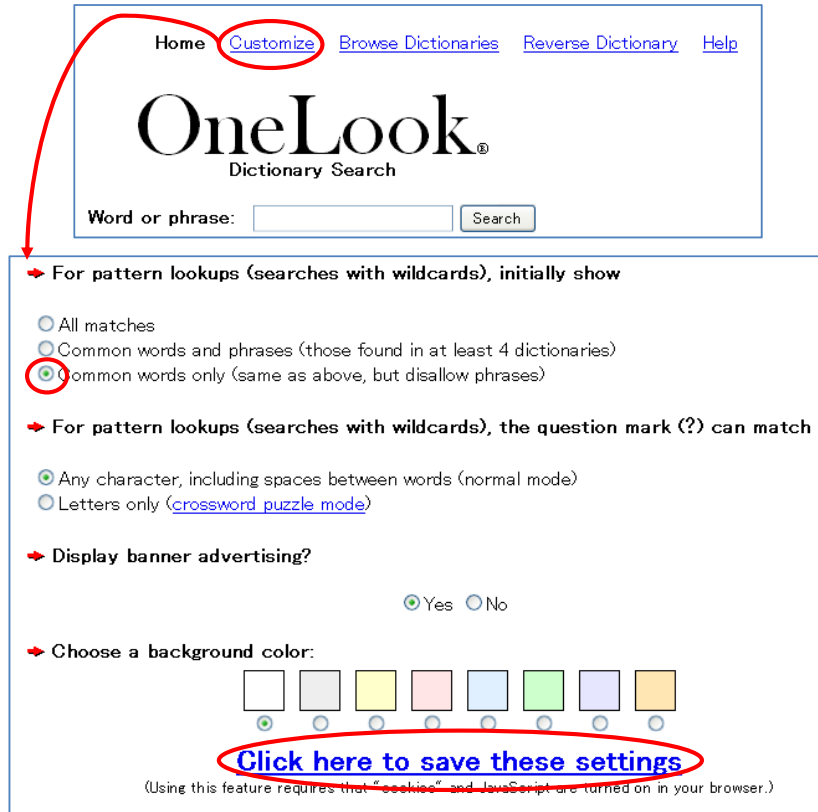 Home Customize Browse Dictionaries Reverse Dictionary Help
OneLook®
Dictionary Search
Word or phrase: Search
For pattern lookups (searches with wildcards), initially show
All matches
Common words and phrases (those found in at least 4 dictionaries)
Common words only (same as above, but disallow phrases)
For pattern lookups (searches with wildcards), the question mark (?) can match
Any character, including spaces between words (normal mode)
Letters only (crossword puzzle mode)
Display banner advertising?
Yes No
Choose a background color:
Click here to save these settings
(Using this feature requires that "cookies" and JavaScript are turned on in your browser.)